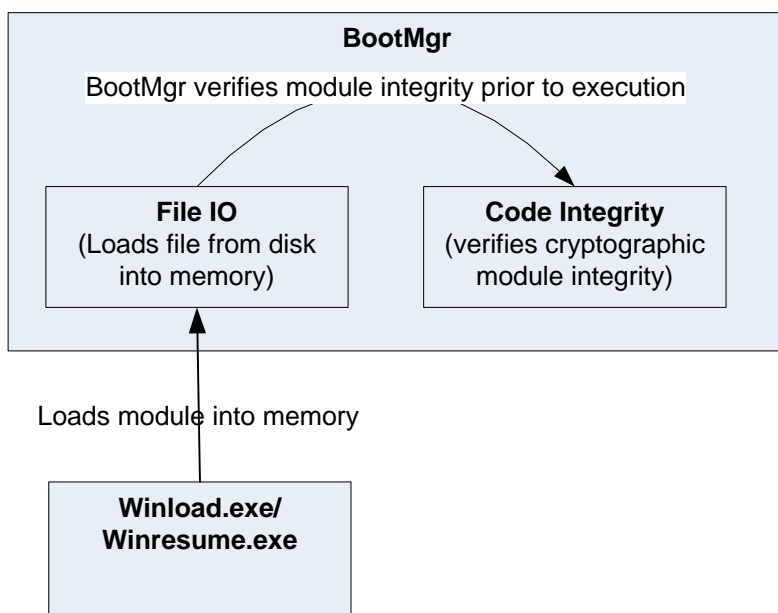 BootMgr
BootMgr verifies module integrity prior to execution
File IO
(Loads file from disk
into memory)
Code Integrity
(verifies cryptographic
module integrity)
Loads module into memory
Winload.exe/
Winresume.exe